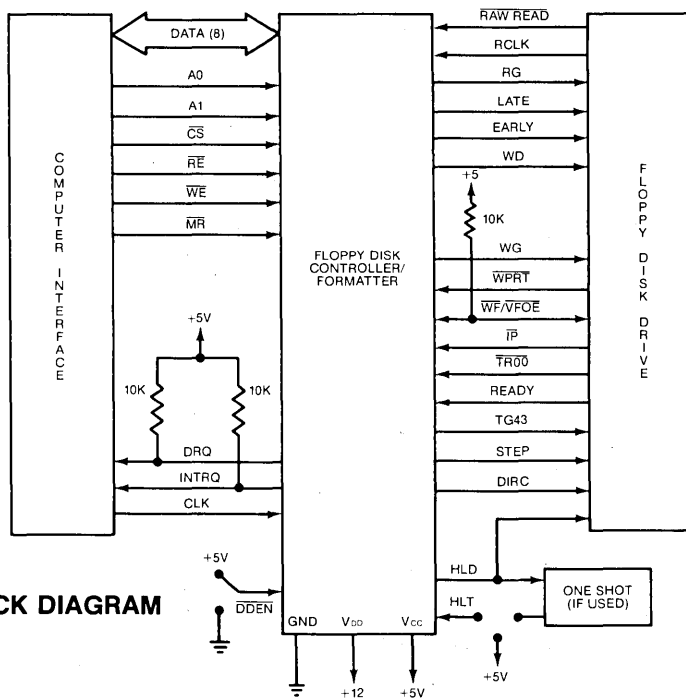 DATA (8)
A0
A1
CS
RE
WE
MR
COMPUTER INTERFACE
+5V
10K
10K
DRQ
INTRQ
CLK
+5V
DDEN
CK DIAGRAM
FLOPPY DISK
CONTROLLER/
FORMATTER
GND
VDD
VCC
+12
+5V
RAW READ
RCLK
RG
LATE
EARLY
WD
+5
10K
WG
WPRT
WF/VFOE
IP
TR00
READY
TG43
STEP
DIRC
HLD
HLT
+5V
ONE SHOT
(IF USED)
FLOPPY DISK DRIVE